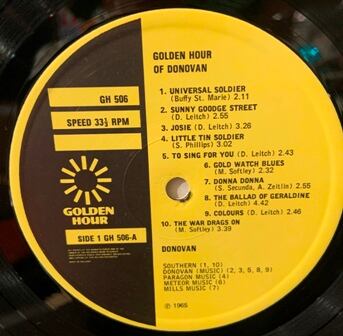 GOLDEN HOUR
OF DONOVAN
1. UNIVERSAL SOLDIER
(Buffy St. Marie) 2.11
2. SUNNY GOODGE STREET
(D. Leitch) 2.55
3. JOSIE (D. Leitch) 3.26
4. LITTLE TIN SOLDIER
(S. Phillips) 3.02
5. TO SING FOR YOU (D. Leitch) 2.43
6. GOLD WATCH BLUES
(M. Softley) 2.32
7. DONNA DONNA
(S. Secunda, A. Zeitlin) 2.55
8. THE BALLAD OF GERALDINE
(D. Leitch) 4.42
9. COLOURS (D. Leitch) 2.46
10. THE WAR DRAGS ON
(M. Softley) 3.39
DONOVAN
SOUTHERN (1, 10)
DONOVAN (MUSIC) (2, 3, 5, 8, 9)
PARAGON MUSIC (4)
METEOR MUSIC (6)
MILLS MUSIC (7)
℗ 1965
GH 506
SPEED 33⅓ RPM
GOLDEN
HOUR
SIDE 1 GH 506-A